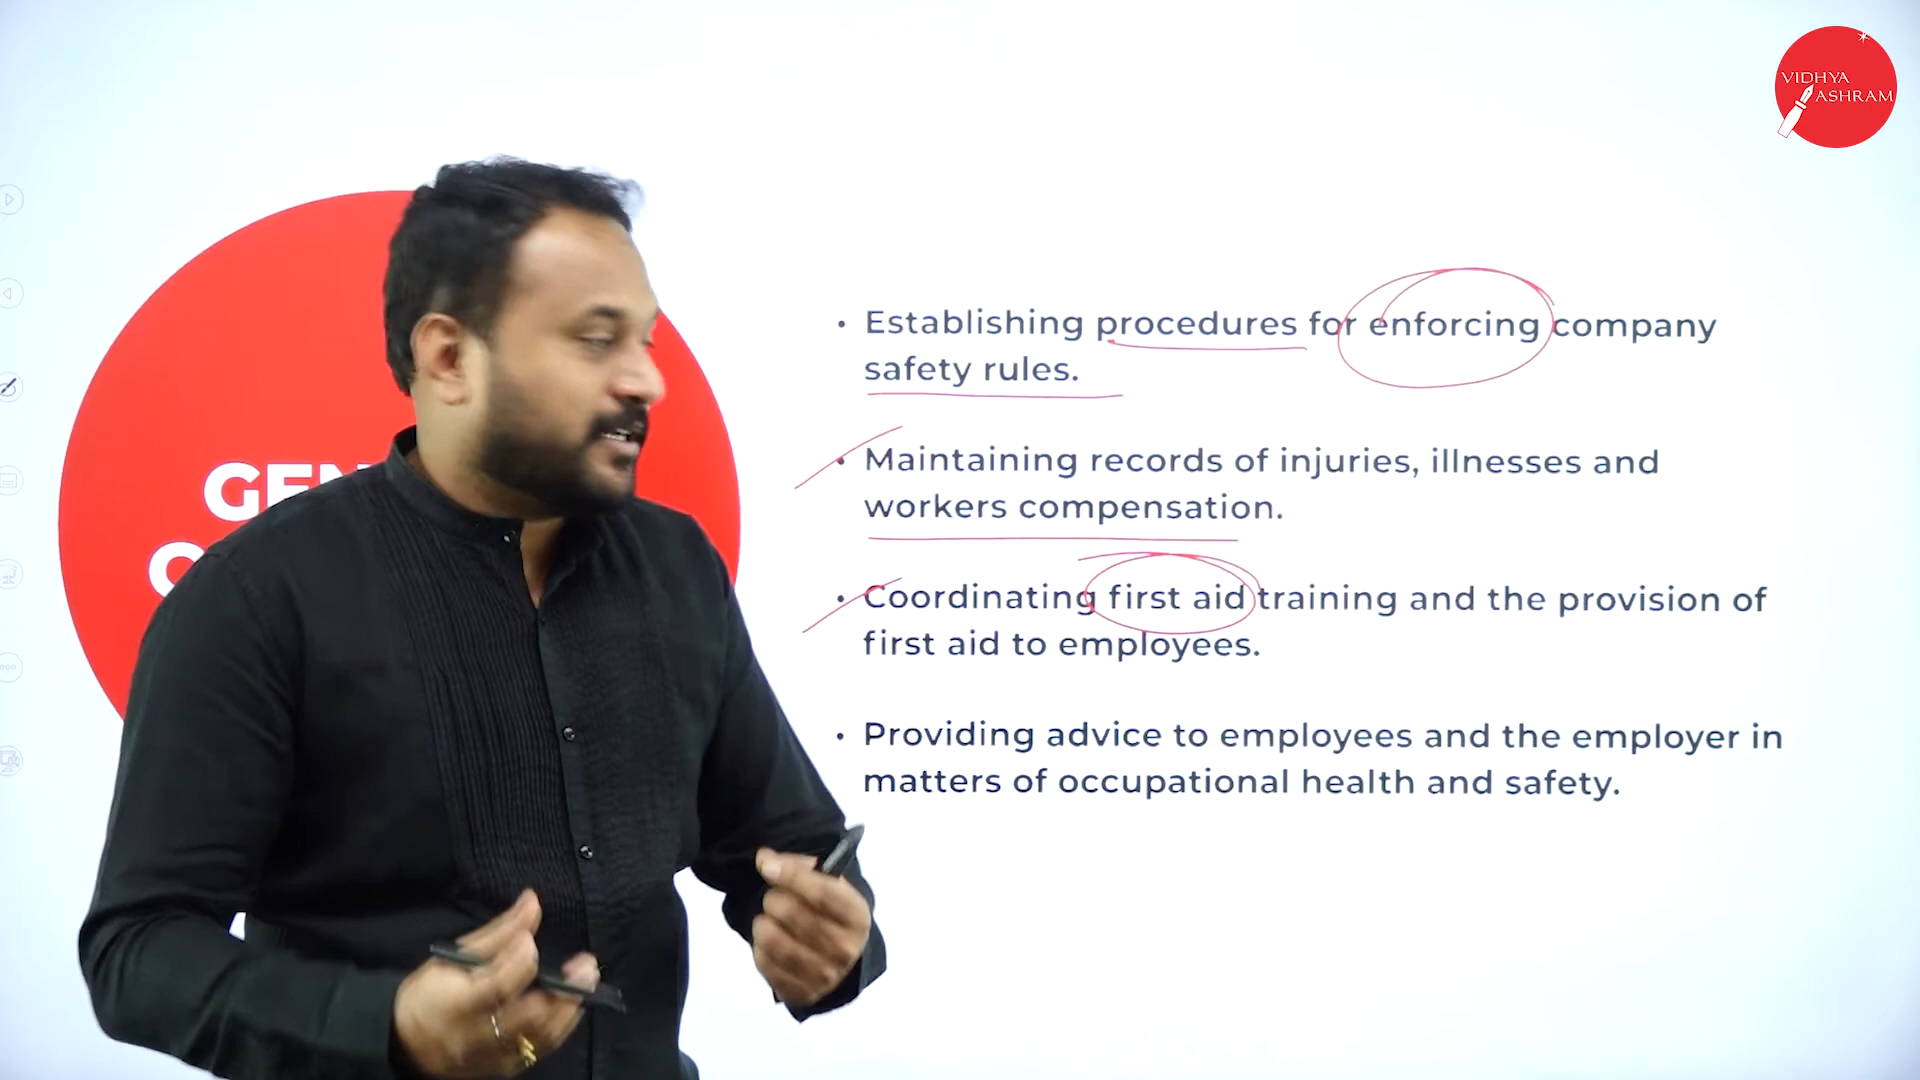 VIDHYA
ASHRAM
• Establishing procedures for enforcing company
safety rules.
• Maintaining records of injuries, illnesses and
workers compensation.
• Coordinating first aid training and the provision of
first aid to employees.
• Providing advice to employees and the employer in
matters of occupational health and safety.